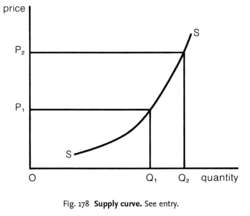 price
S
P₂
P₁
S
O Q₁ Q₂ quantity
Fig. 178 Supply curve. See entry.